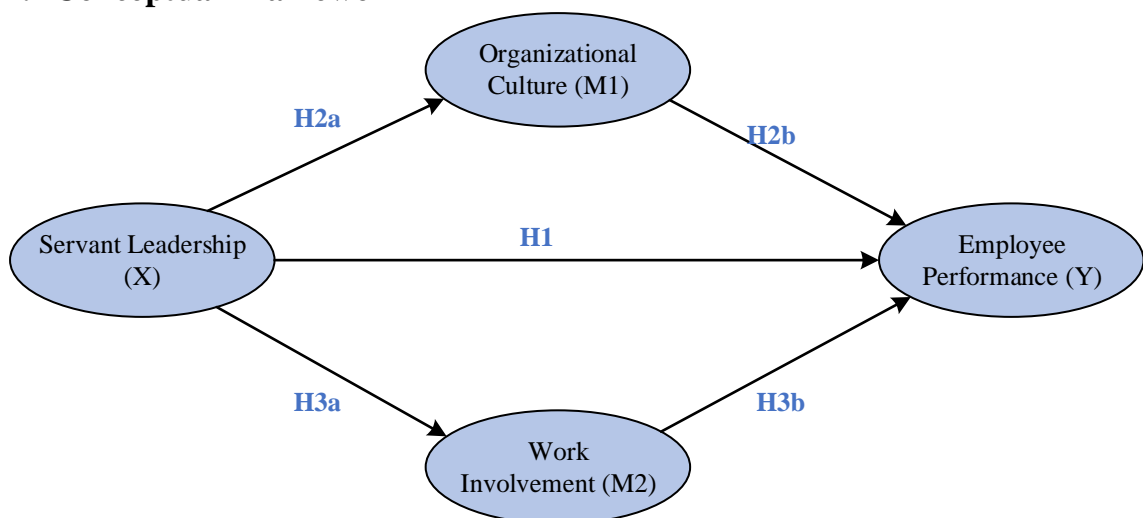 Organizational
Culture (M1)
H2a
H2b
Servant Leadership
(X)
H1
Employee
Performance (Y)
H3a
H3b
Work
Involvement (M2)